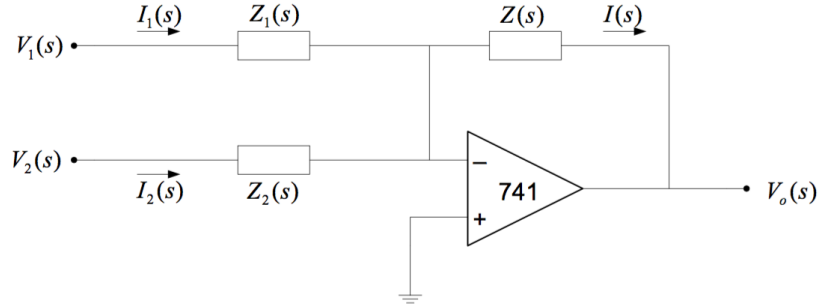 I₁(s) Z₁(s) Z(s) I(s)
V₁(s)
V₂(s)
I₂(s) Z₂(s)
−
741
+
Vₒ(s)